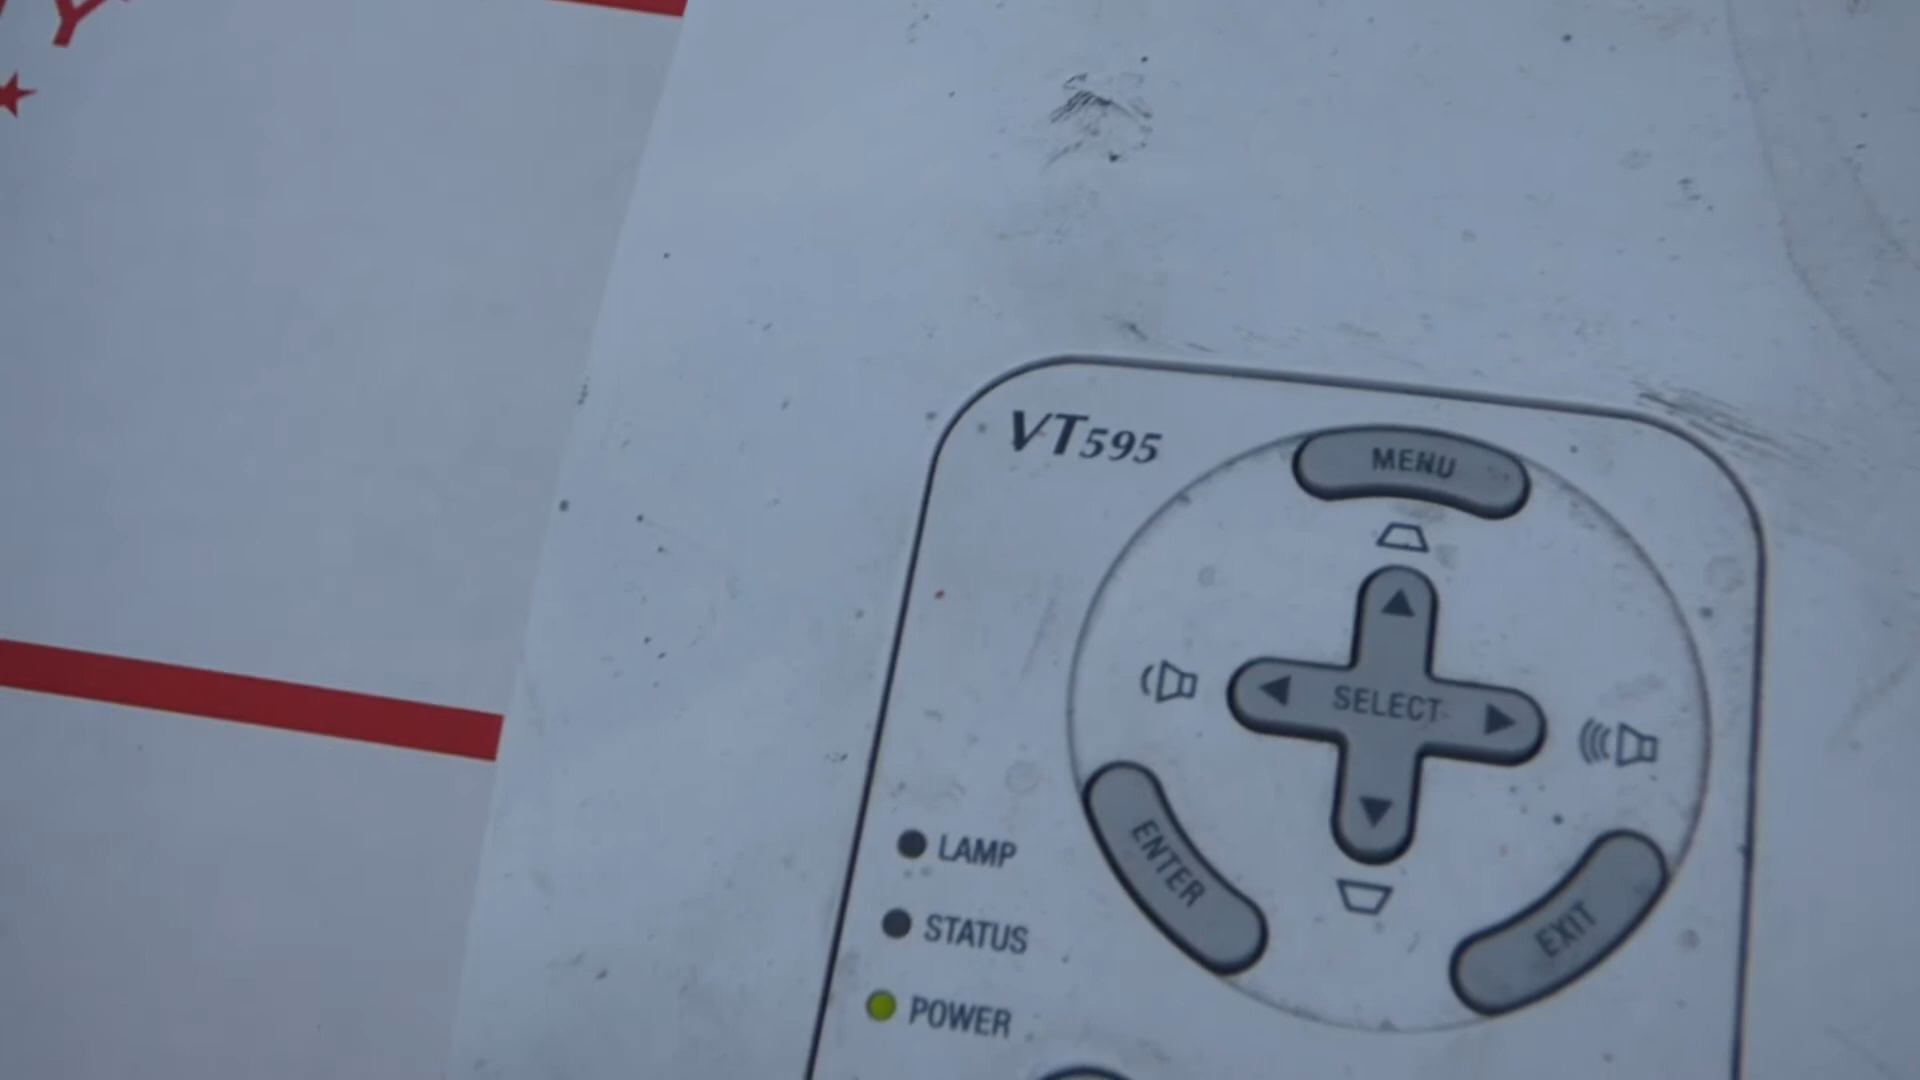 Y
VT595
MENU
SELECT
ENTER
EXIT
LAMP
STATUS
POWER